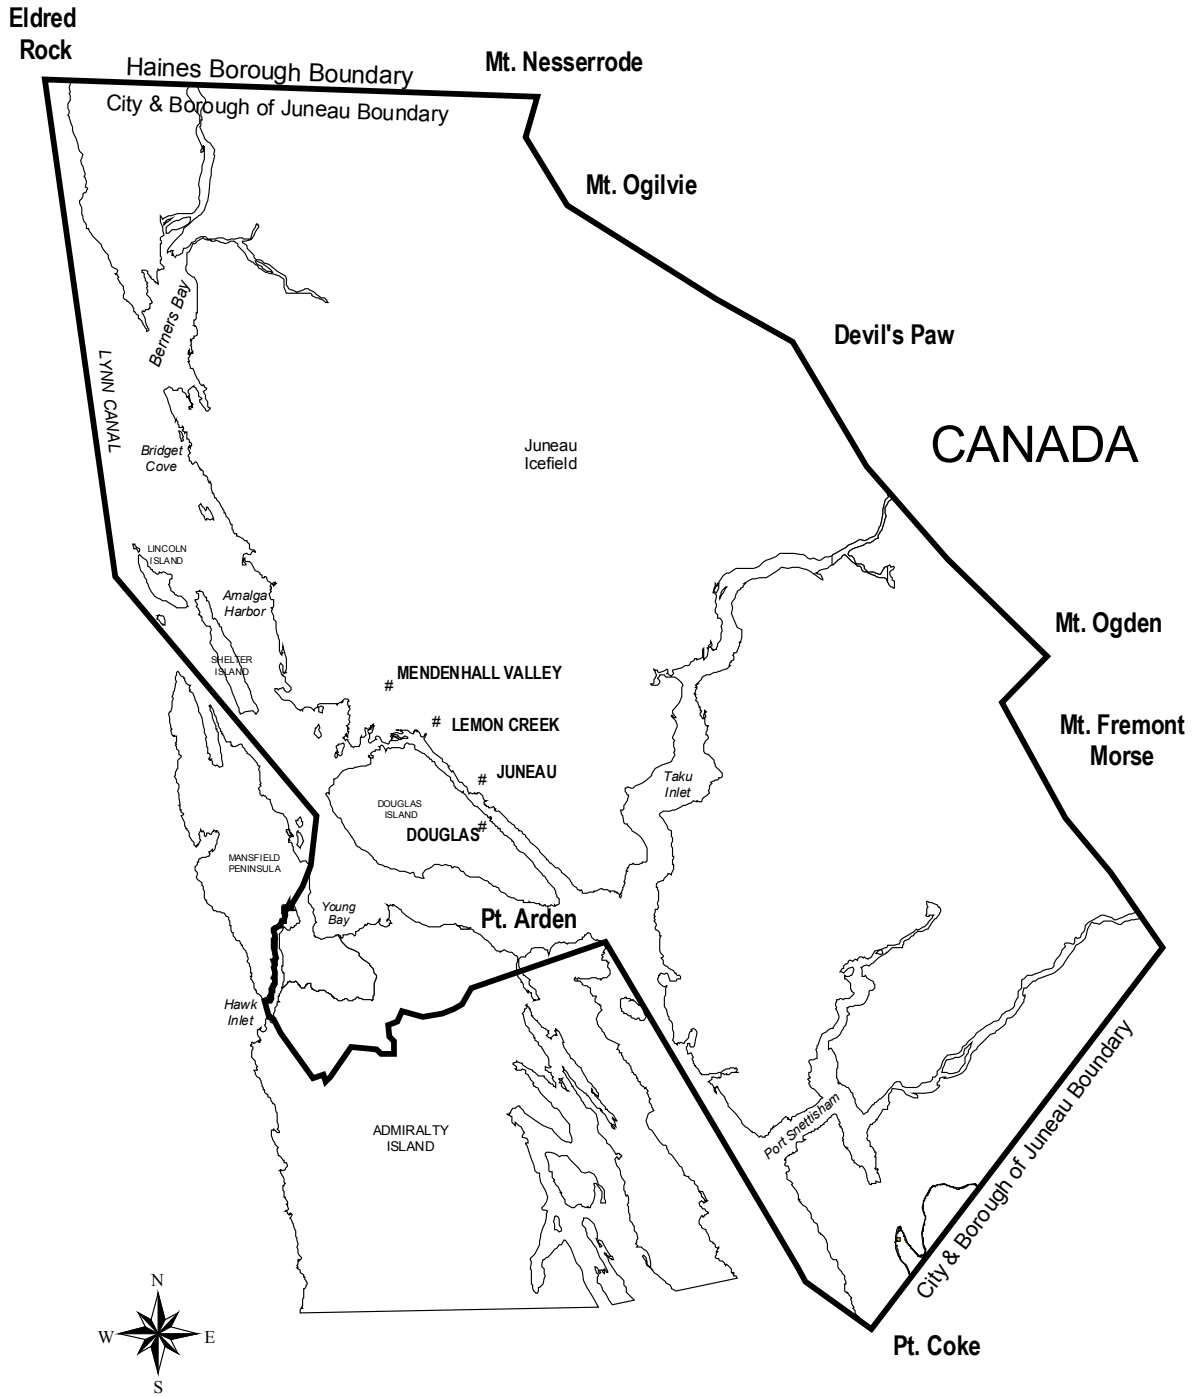 Eldred
Rock
Haines Borough Boundary
Mt. Nesserrode
City & Borough of Juneau Boundary
Mt. Ogilvie
Berners Bay
Devil's Paw
LYNN CANAL
CANADA
Bridget
Cove
Juneau
Icefield
LINCOLN
ISLAND
Amalga
Harbor
Mt. Ogden
SHELTER
ISLAND
# MENDENHALL VALLEY
# LEMON CREEK
Mt. Fremont
Morse
# JUNEAU
Taku
Inlet
DOUGLAS
ISLAND
DOUGLAS #
MANSFIELD
PENINSULA
Young
Bay
Pt. Arden
Hawk
Inlet
Port Snettisham
City & Borough of Juneau Boundary
ADMIRALTY
ISLAND
N
W E
S
Pt. Coke